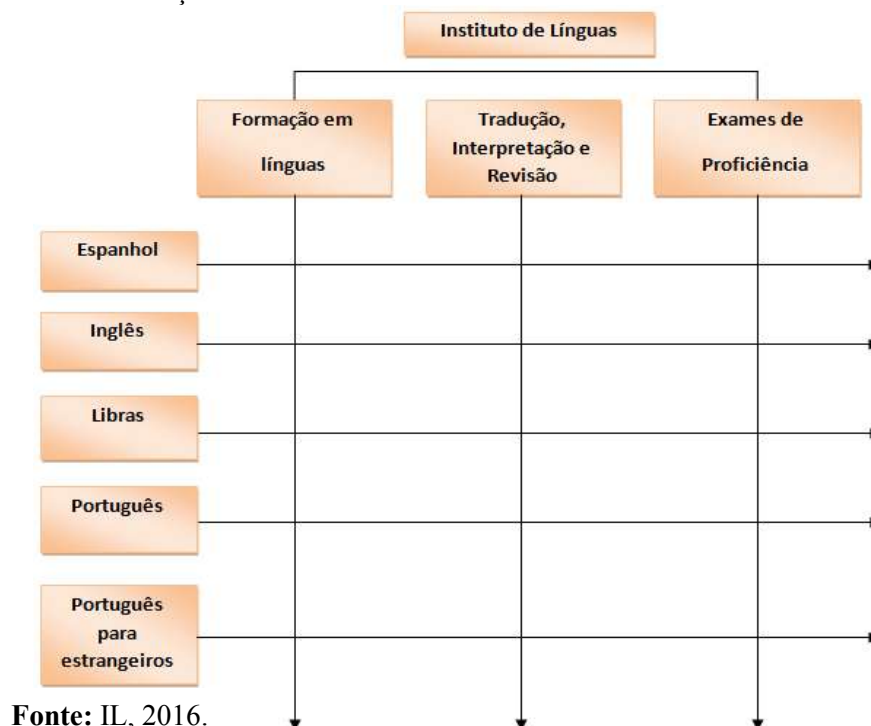 Instituto de Línguas
Formação em
línguas
Tradução,
Interpretação e
Revisão
Exames de
Proficiência
Espanhol
Inglês
Libras
Português
Português
para
estrangeiros
Fonte: IL, 2016.